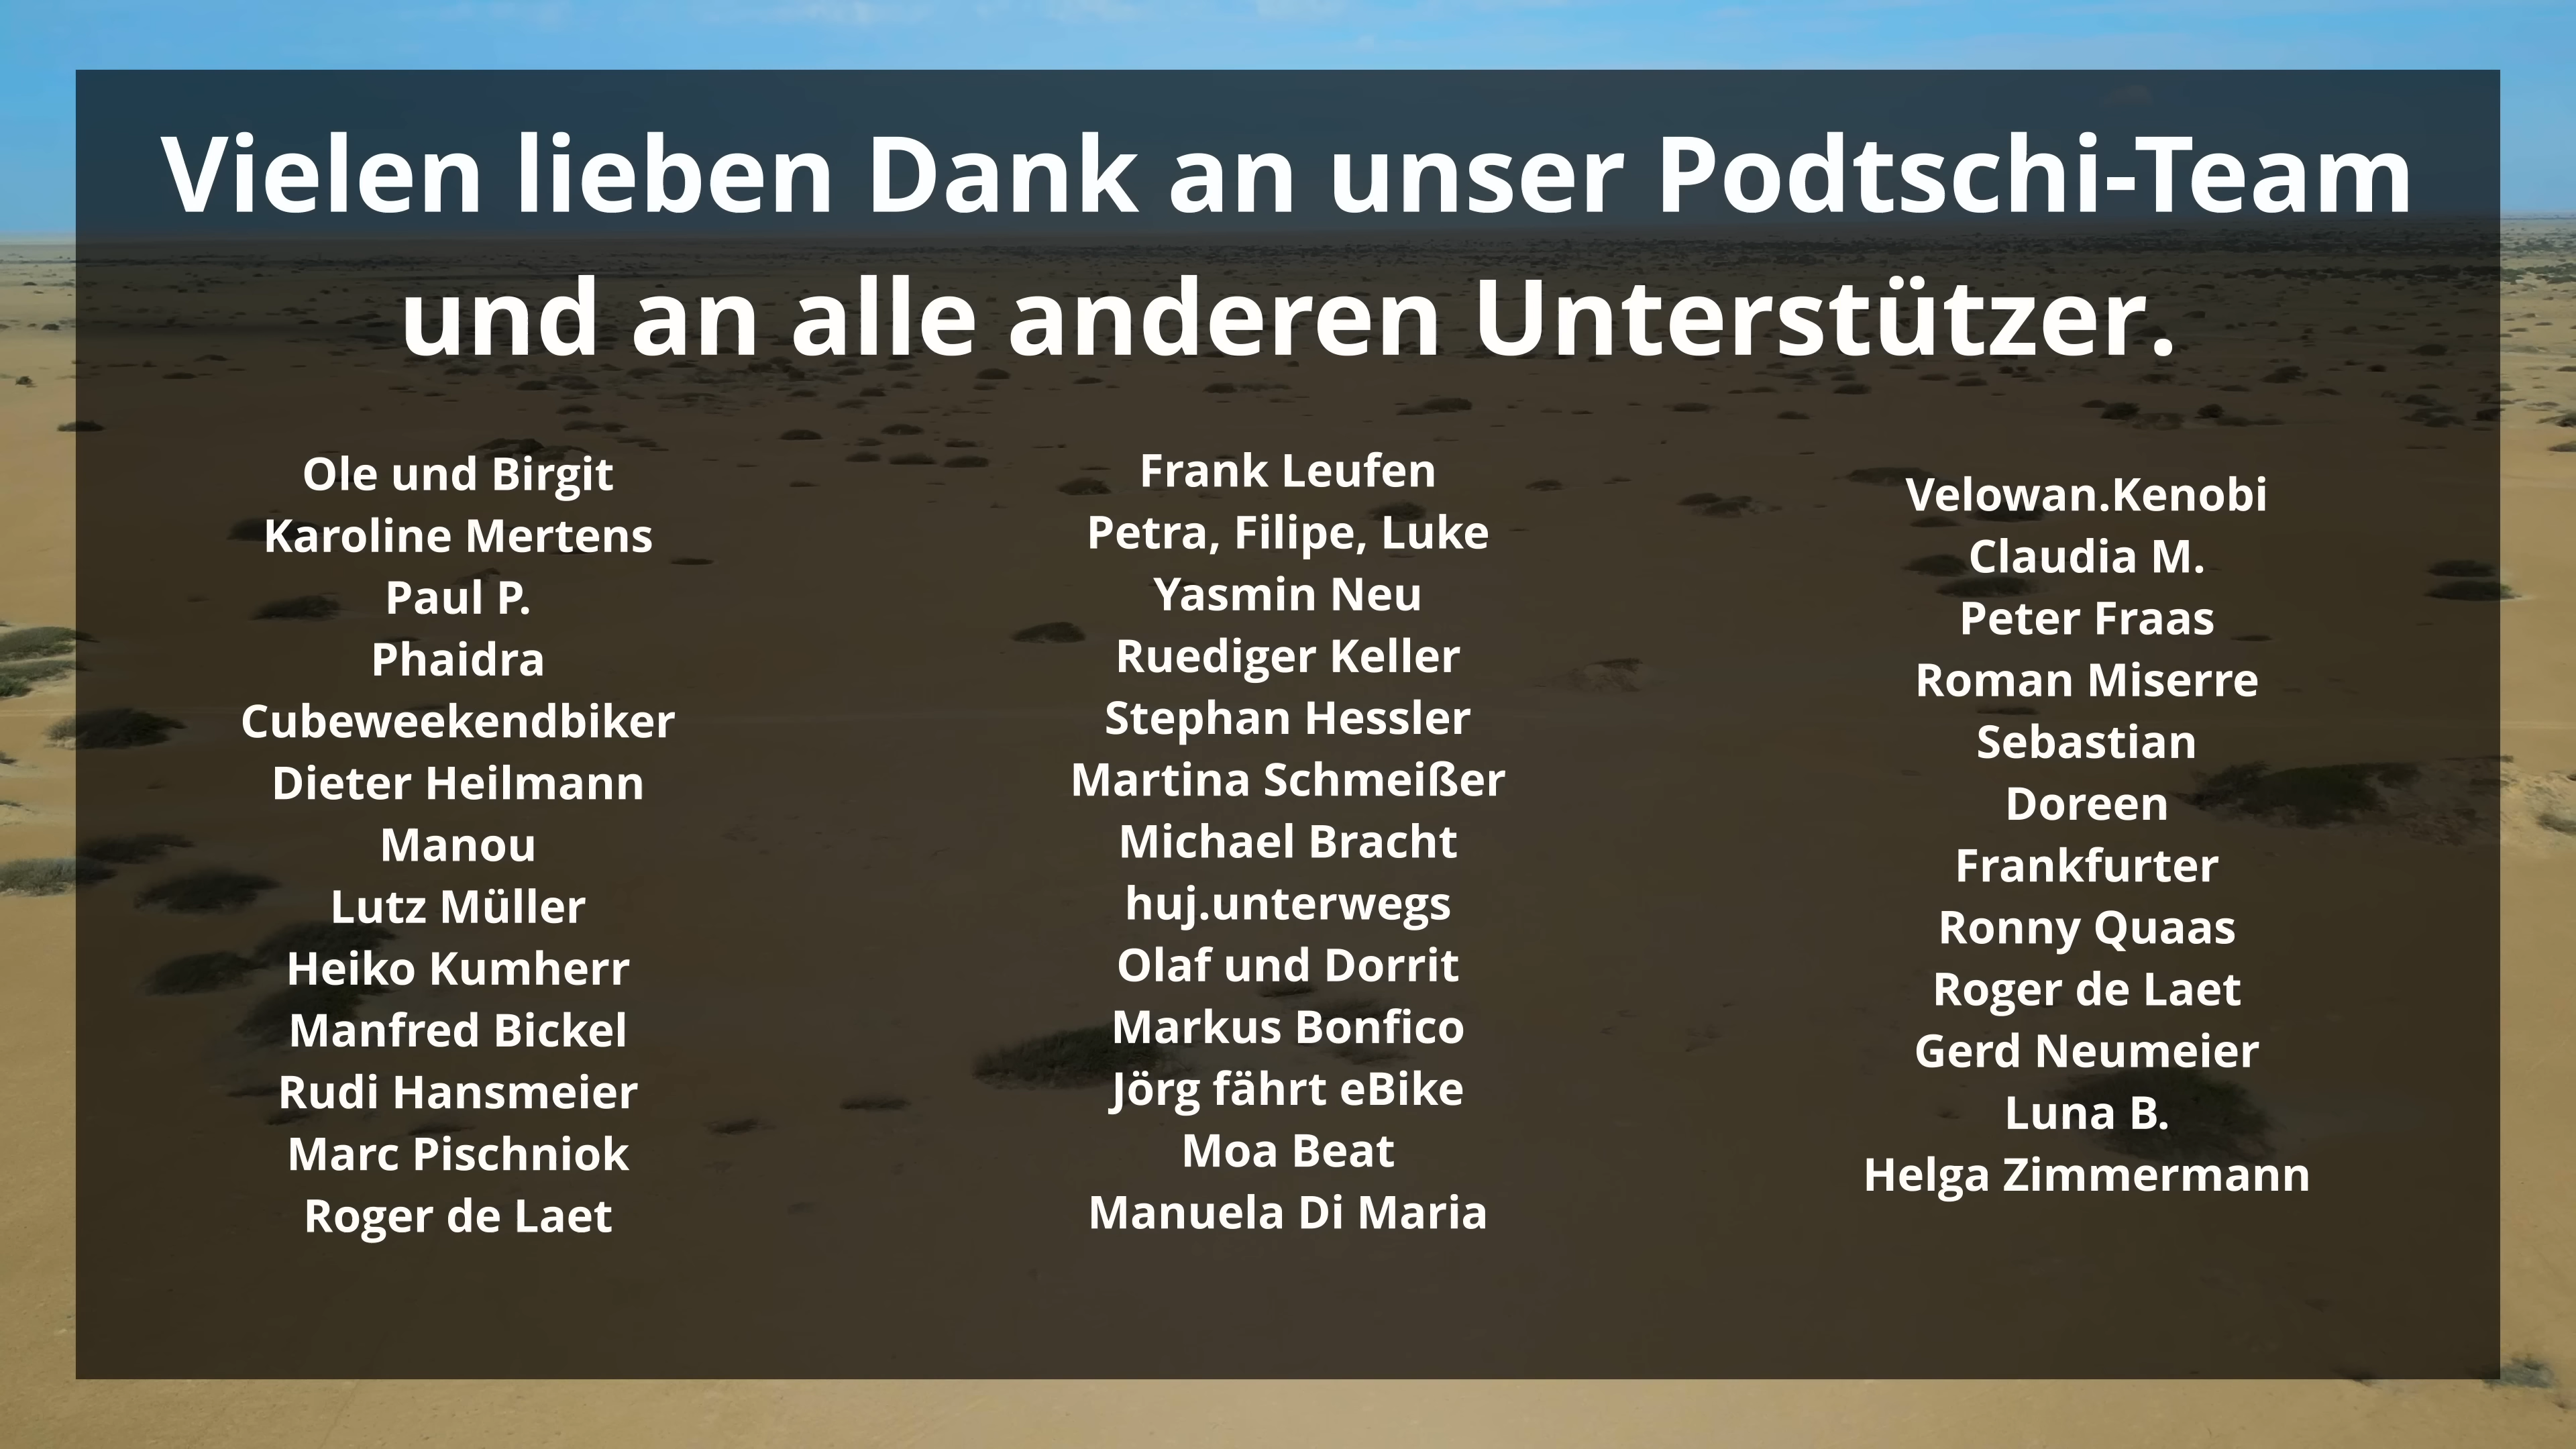 Vielen lieben Dank an unser Podtschi-Team
und an alle anderen Unterstützer.
Ole und Birgit
Karoline Mertens
Paul P.
Phaidra
Cubeweekendbiker
Dieter Heilmann
Manou
Lutz Müller
Heiko Kumherr
Manfred Bickel
Rudi Hansmeier
Marc Pischniok
Roger de Laet
Frank Leufen
Petra, Filipe, Luke
Yasmin Neu
Ruediger Keller
Stephan Hessler
Martina Schmeißer
Michael Bracht
huj.unterwegs
Olaf und Dorrit
Markus Bonfico
Jörg fährt eBike
Moa Beat
Manuela Di Maria
Velowan.Kenobi
Claudia M.
Peter Fraas
Roman Miserre
Sebastian
Doreen
Frankfurter
Ronny Quaas
Roger de Laet
Gerd Neumeier
Luna B.
Helga Zimmermann